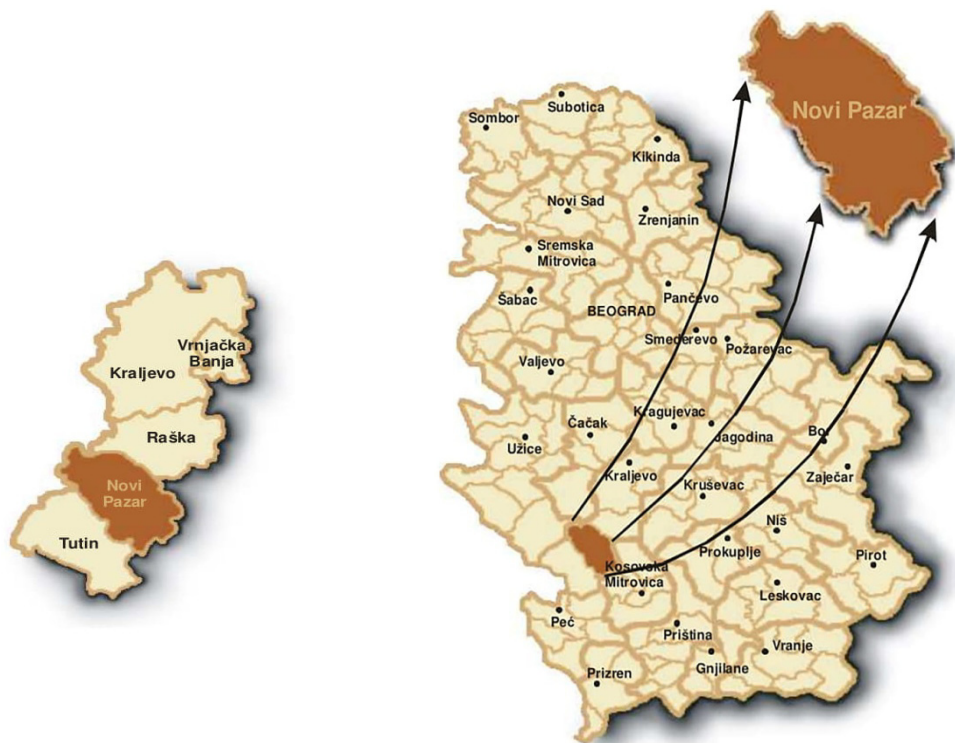 Vrnjačka
Banja
Kraljevo
Raška
Novi
Pazar
Tutin
Novi Pazar
Subotica
Sombor
Kikinda
Novi Sad
Zrenjanin
Sremska
Mitrovica
Šabac
Pančevo
BEOGRAD
Smederevo
Požarevac
Valjevo
Kragujevac
Čačak
Jagodina
Užice
Bor
Zaječar
Kraljevo
Kruševac
Niš
Prokuplje
Pirot
Kosovska
Mitrovica
Leskovac
Peć
Priština
Vranje
Gnjilane
Prizren